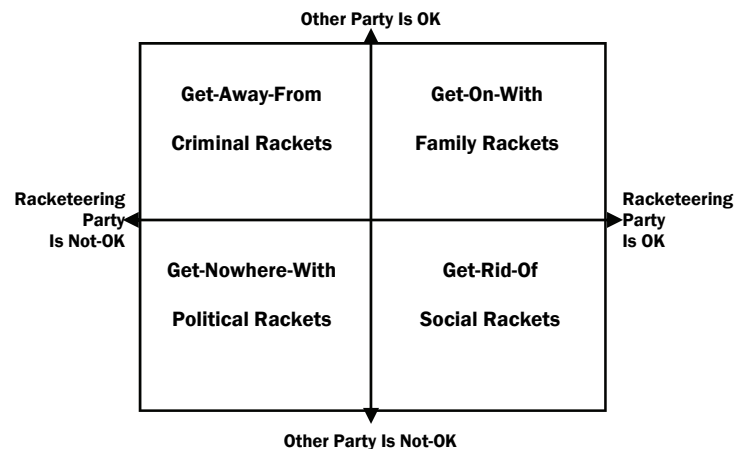 Other Party Is OK
Get-Away-From
Criminal Rackets
Get-On-With
Family Rackets
Racketeering
Party
Is Not-OK
Racketeering
Party
Is OK
Get-Nowhere-With
Political Rackets
Get-Rid-Of
Social Rackets
Other Party Is Not-OK